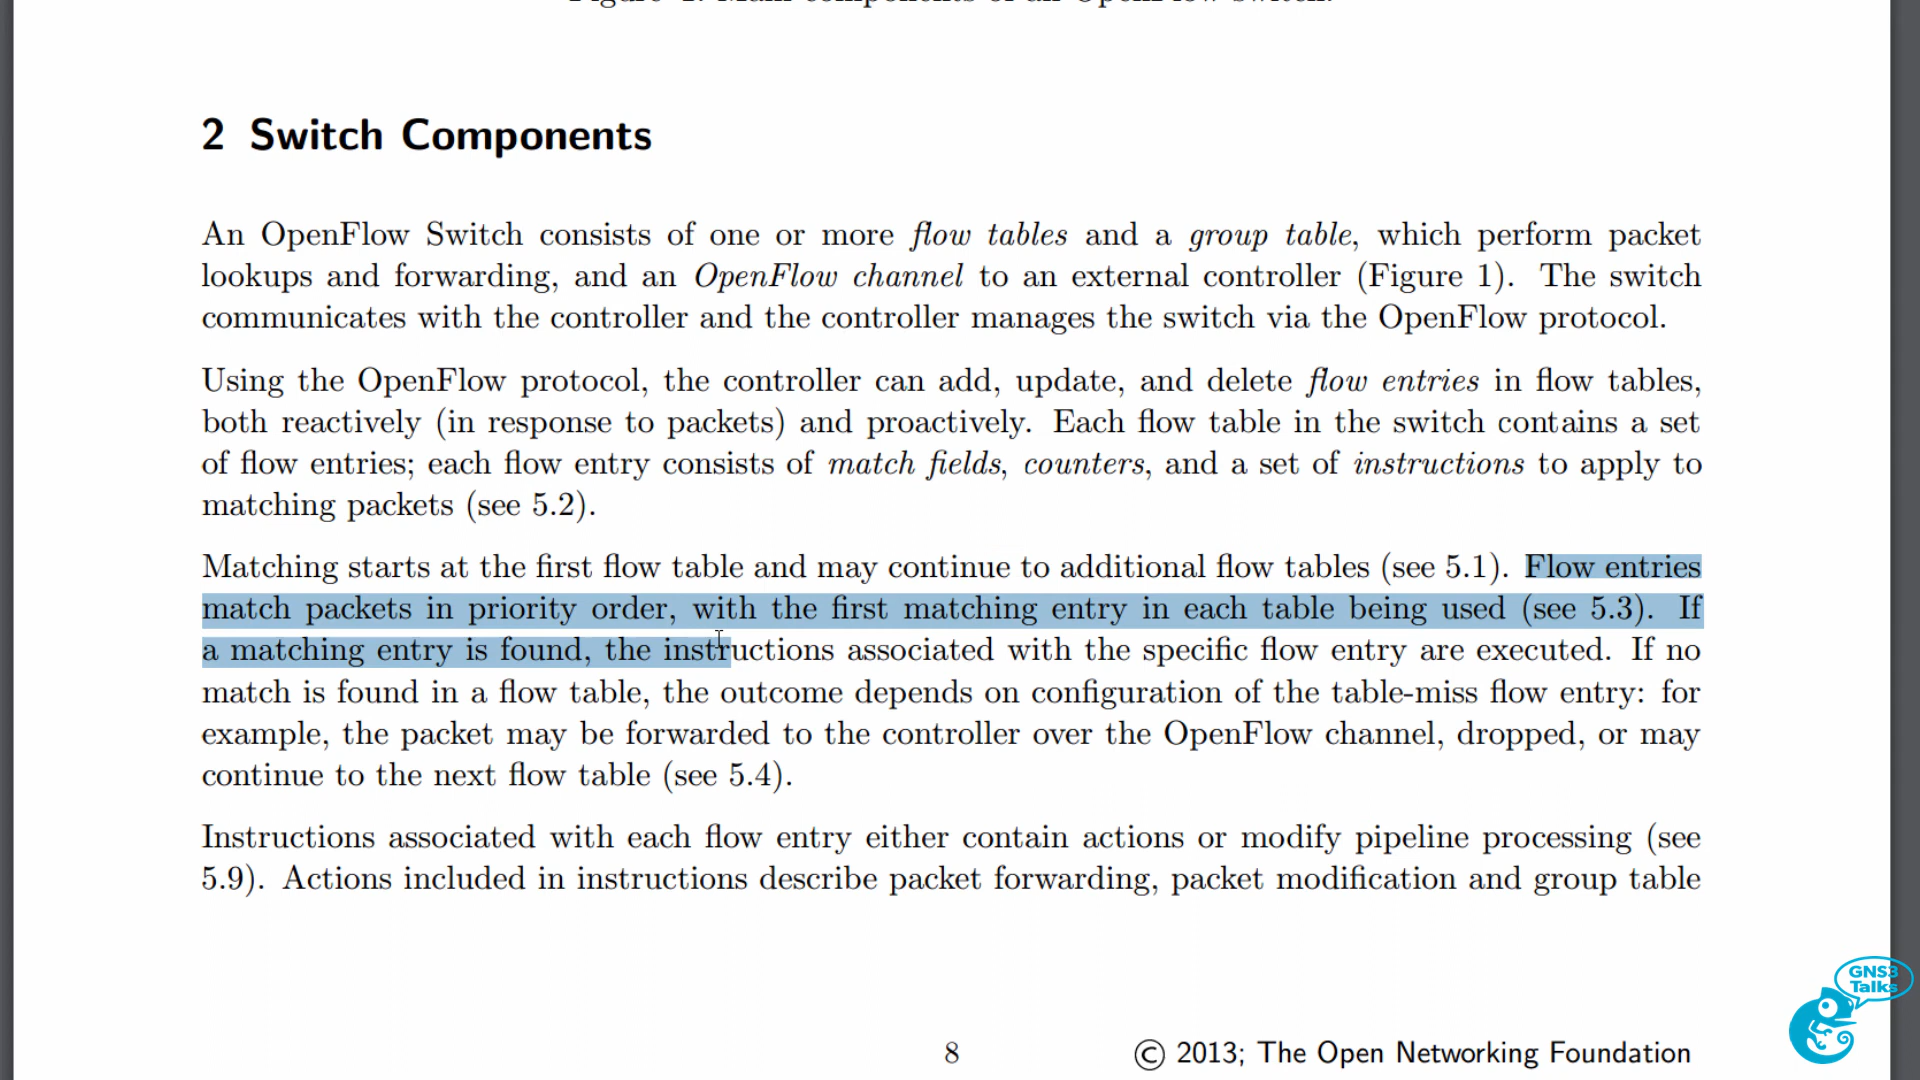 Figure 1: Main components of an OpenFlow switch.
2 Switch Components
An OpenFlow Switch consists of one or more flow tables and a group table, which perform packet
lookups and forwarding, and an OpenFlow channel to an external controller (Figure 1). The switch
communicates with the controller and the controller manages the switch via the OpenFlow protocol.
Using the OpenFlow protocol, the controller can add, update, and delete flow entries in flow tables,
both reactively (in response to packets) and proactively. Each flow table in the switch contains a set
of flow entries; each flow entry consists of match fields, counters, and a set of instructions to apply to
matching packets (see 5.2).
Matching starts at the first flow table and may continue to additional flow tables (see 5.1). Flow entries
match packets in priority order, with the first matching entry in each table being used (see 5.3). If
a matching entry is found, the instructions associated with the specific flow entry are executed. If no
match is found in a flow table, the outcome depends on configuration of the table-miss flow entry: for
example, the packet may be forwarded to the controller over the OpenFlow channel, dropped, or may
continue to the next flow table (see 5.4).
Instructions associated with each flow entry either contain actions or modify pipeline processing (see
5.9). Actions included in instructions describe packet forwarding, packet modification and group table
GNS3
Talks
8 © 2013; The Open Networking Foundation